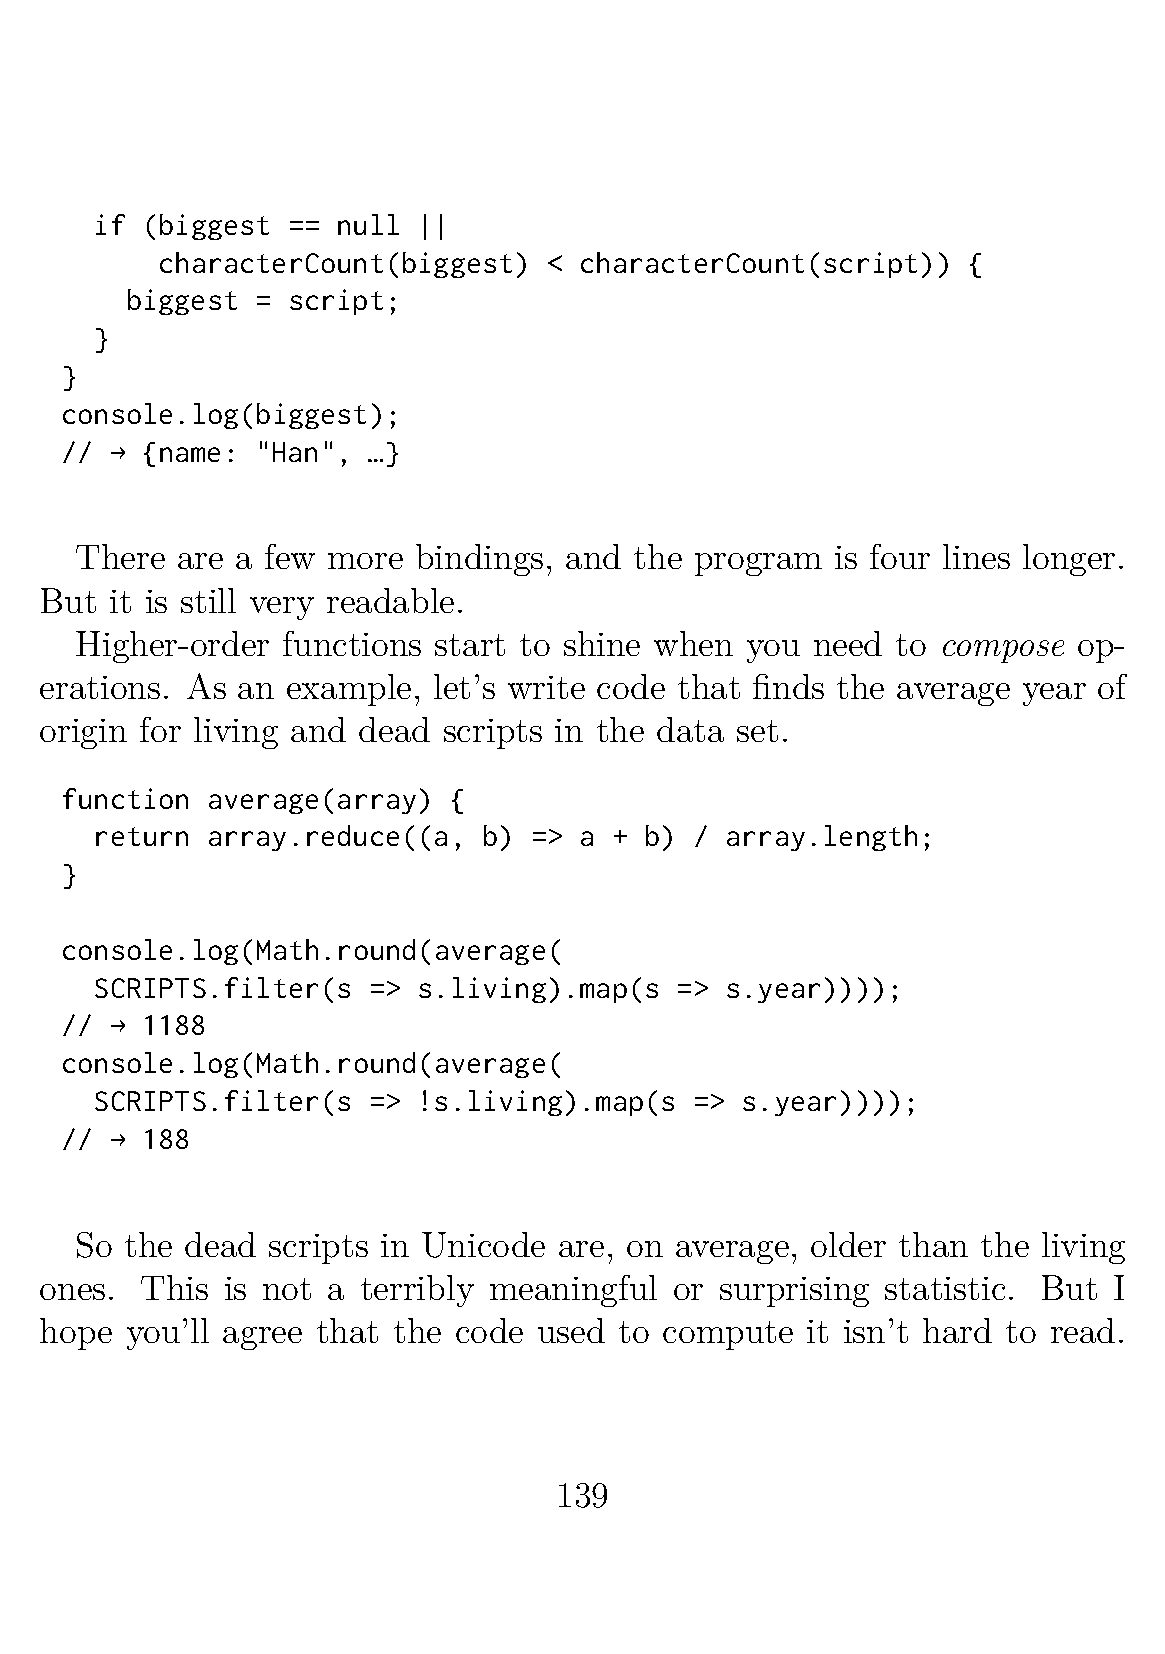 if (biggest == null ||
      characterCount(biggest) < characterCount(script)) {
    biggest = script;
  }
}
console.log(biggest);
// → {name: "Han", …}
There are a few more bindings, and the program is four lines longer.
But it is still very readable.
Higher-order functions start to shine when you need to compose op-
erations. As an example, let's write code that finds the average year of
origin for living and dead scripts in the data set.
function average(array) {
  return array.reduce((a, b) => a + b) / array.length;
}
console.log(Math.round(average(
  SCRIPTS.filter(s => s.living).map(s => s.year))));
// → 1188
console.log(Math.round(average(
  SCRIPTS.filter(s => !s.living).map(s => s.year))));
// → 188
So the dead scripts in Unicode are, on average, older than the living
ones. This is not a terribly meaningful or surprising statistic. But I
hope you'll agree that the code used to compute it isn't hard to read.
139